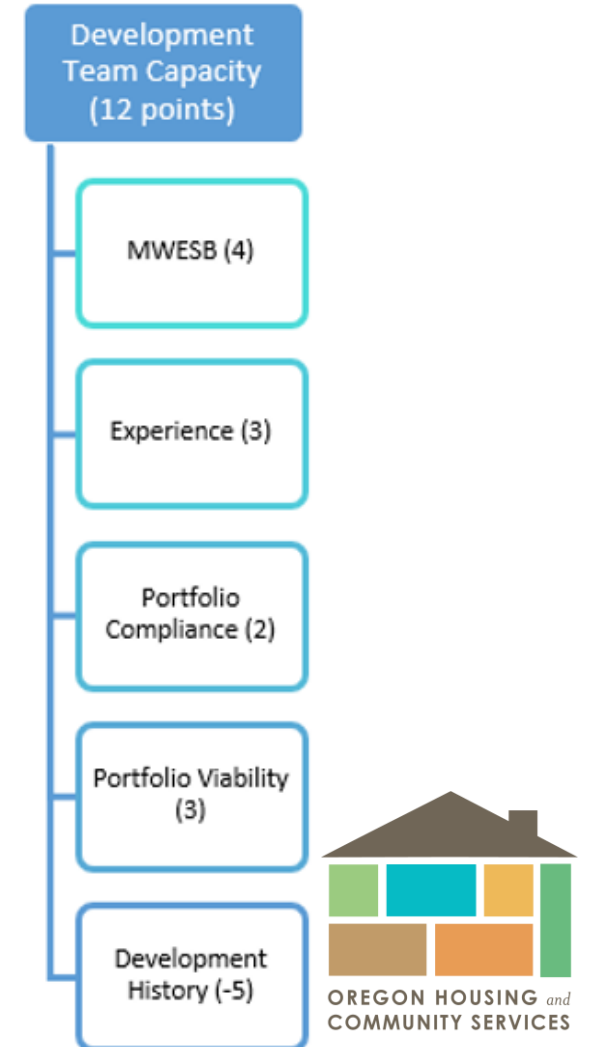 Development
Team Capacity
(12 points)
MWESB (4)
Experience (3)
Portfolio
Compliance (2)
Portfolio Viability
(3)
Development
History (-5)
OREGON HOUSING and
COMMUNITY SERVICES